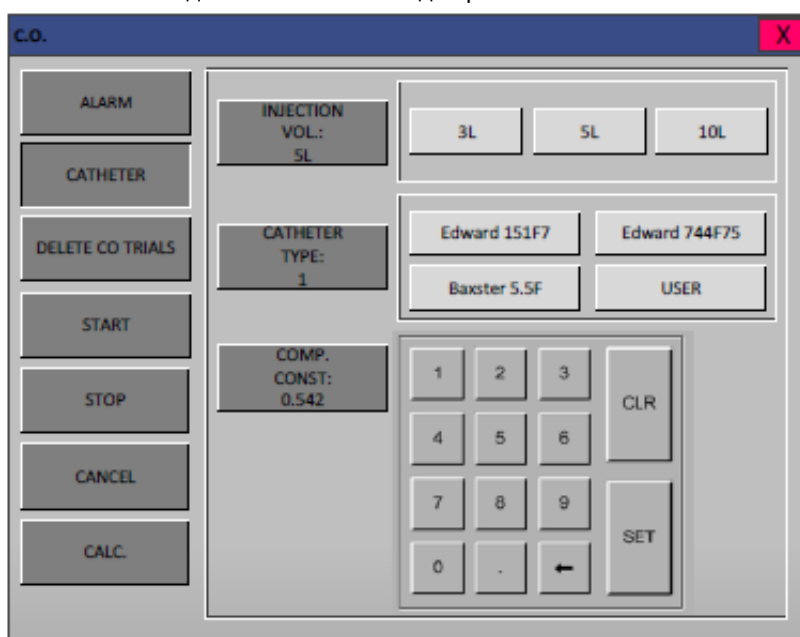 C.O.
X
ALARM
CATHETER
DELETE CO TRIALS
START
STOP
CANCEL
CALC.
INJECTION
VOL.:
5L
3L 5L 10L
CATHETER
TYPE:
1
Edward 151F7 Edward 744F75
Baxster 5.5F USER
COMP.
CONST:
0.542
1 2 3 CLR
4 5 6
7 8 9 SET
0 . ←